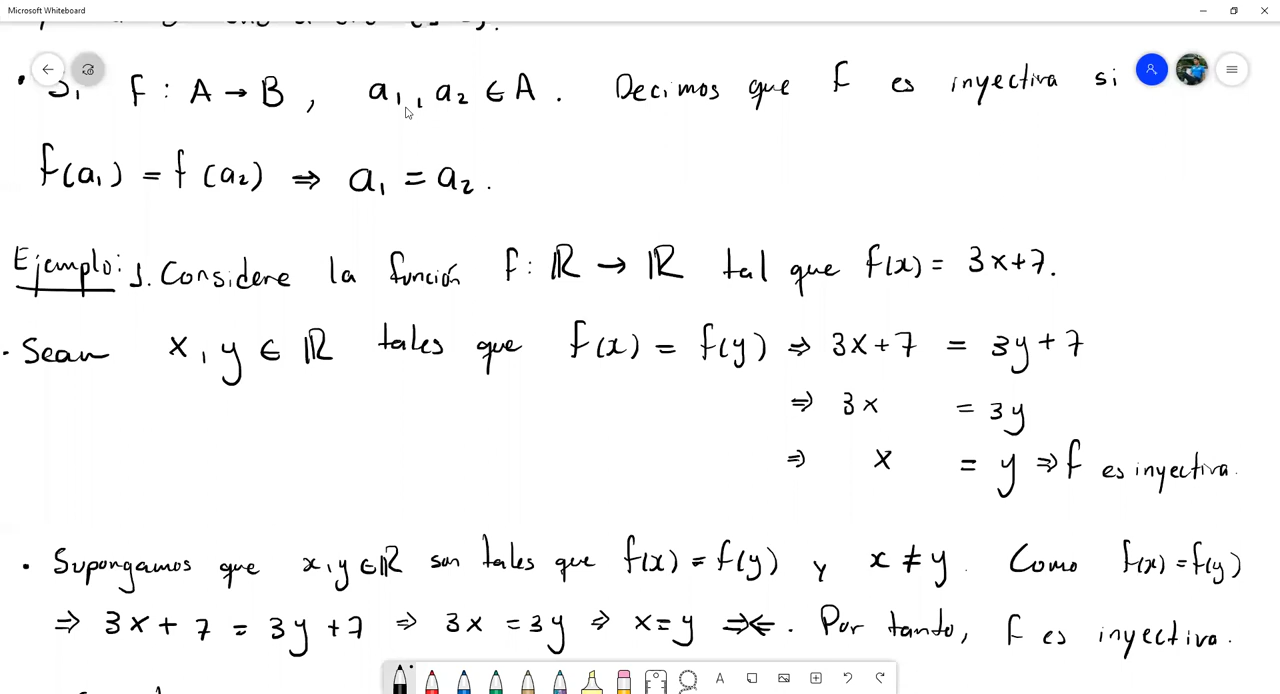 Microsoft Whiteboard
Si f : A → B , a₁, a₂ ∈ A . Decimos que f es inyectiva si
f(a₁) = f(a₂) ⇒ a₁ = a₂ .
Ejemplo: 1. Considere la función f: ℝ → ℝ tal que f(x) = 3x+7.
· Sean x, y ∈ ℝ tales que f(x) = f(y) ⇒ 3x+7 = 3y+7
⇒ 3x = 3y
⇒ x = y ⇒ f es inyectiva.
· Supongamos que x,y ∈ ℝ son tales que f(x) = f(y) y x ≠ y. Como f(x) = f(y)
⇒ 3x + 7 = 3y +7 ⇒ 3x = 3y ⇒ x=y ⇒⇐. Por tanto, f es inyectiva.